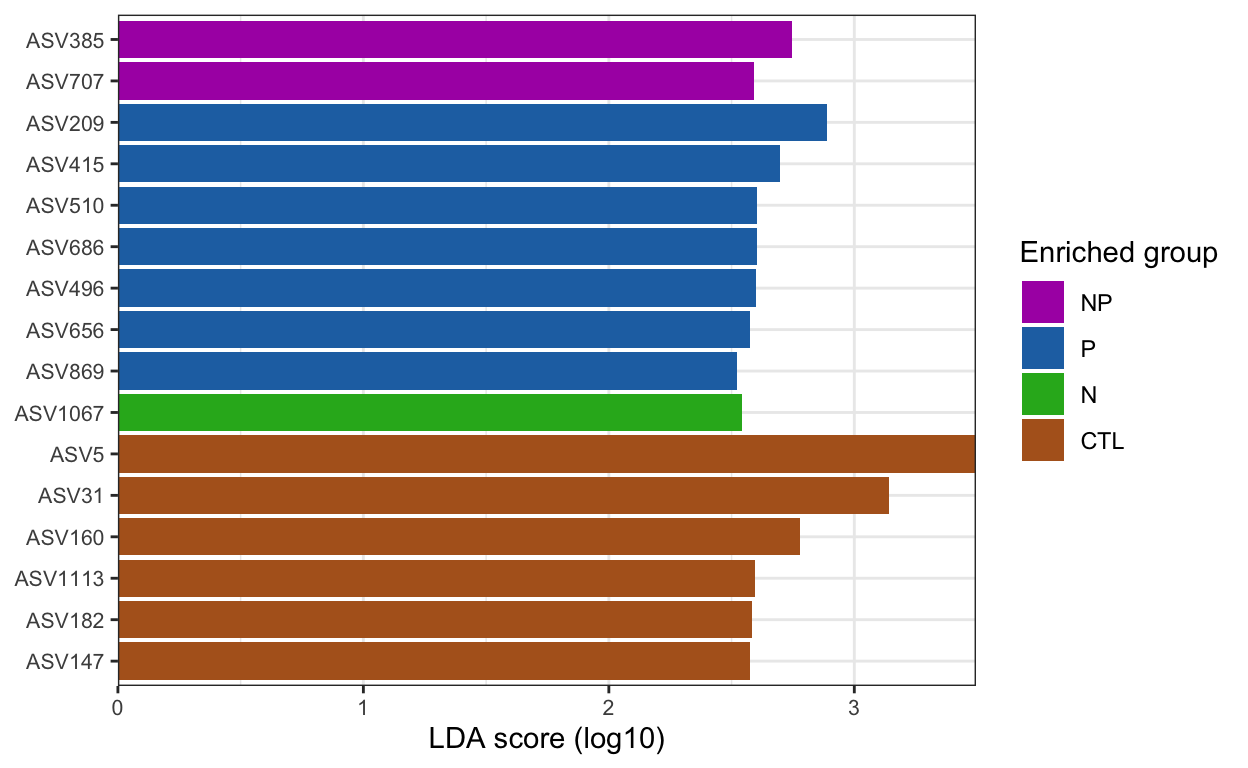 ASV385
ASV707
ASV209
ASV415
ASV510
ASV686
ASV496
ASV656
ASV869
ASV1067
ASV5
ASV31
ASV160
ASV1113
ASV182
ASV147
0 1 2 3
LDA score (log10)
Enriched group
NP
P
N
CTL